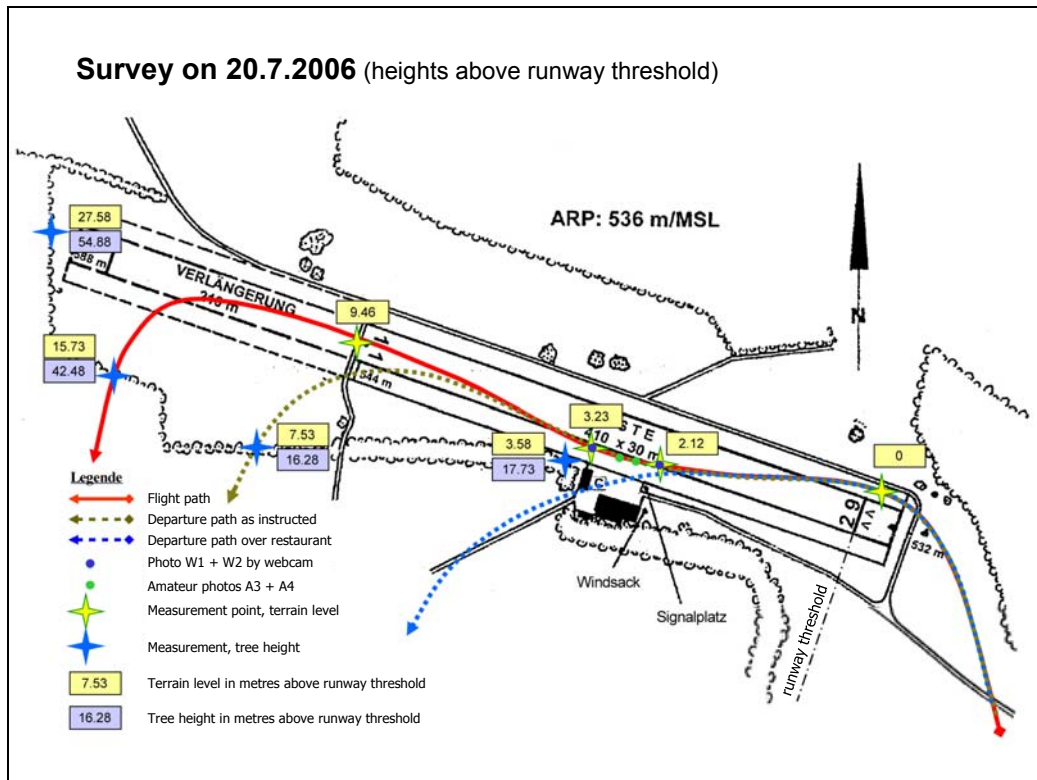 Survey on 20.7.2006 (heights above runway threshold)
ARP: 536 m/MSL
27.58
54.88
588 m
VERLÄNGERUNG
210 m
9.46
N
15.73
42.48
544 m
3.23
PISTE
410 x 30 m
2.12
7.53
16.28
3.58
17.73
C
0
29
532 m
Windsack
Signalplatz
runway threshold
Legende
Flight path
Departure path as instructed
Departure path over restaurant
Photo W1 + W2 by webcam
Amateur photos A3 + A4
Measurement point, terrain level
Measurement, tree height
7.53 Terrain level in metres above runway threshold
16.28 Tree height in metres above runway threshold